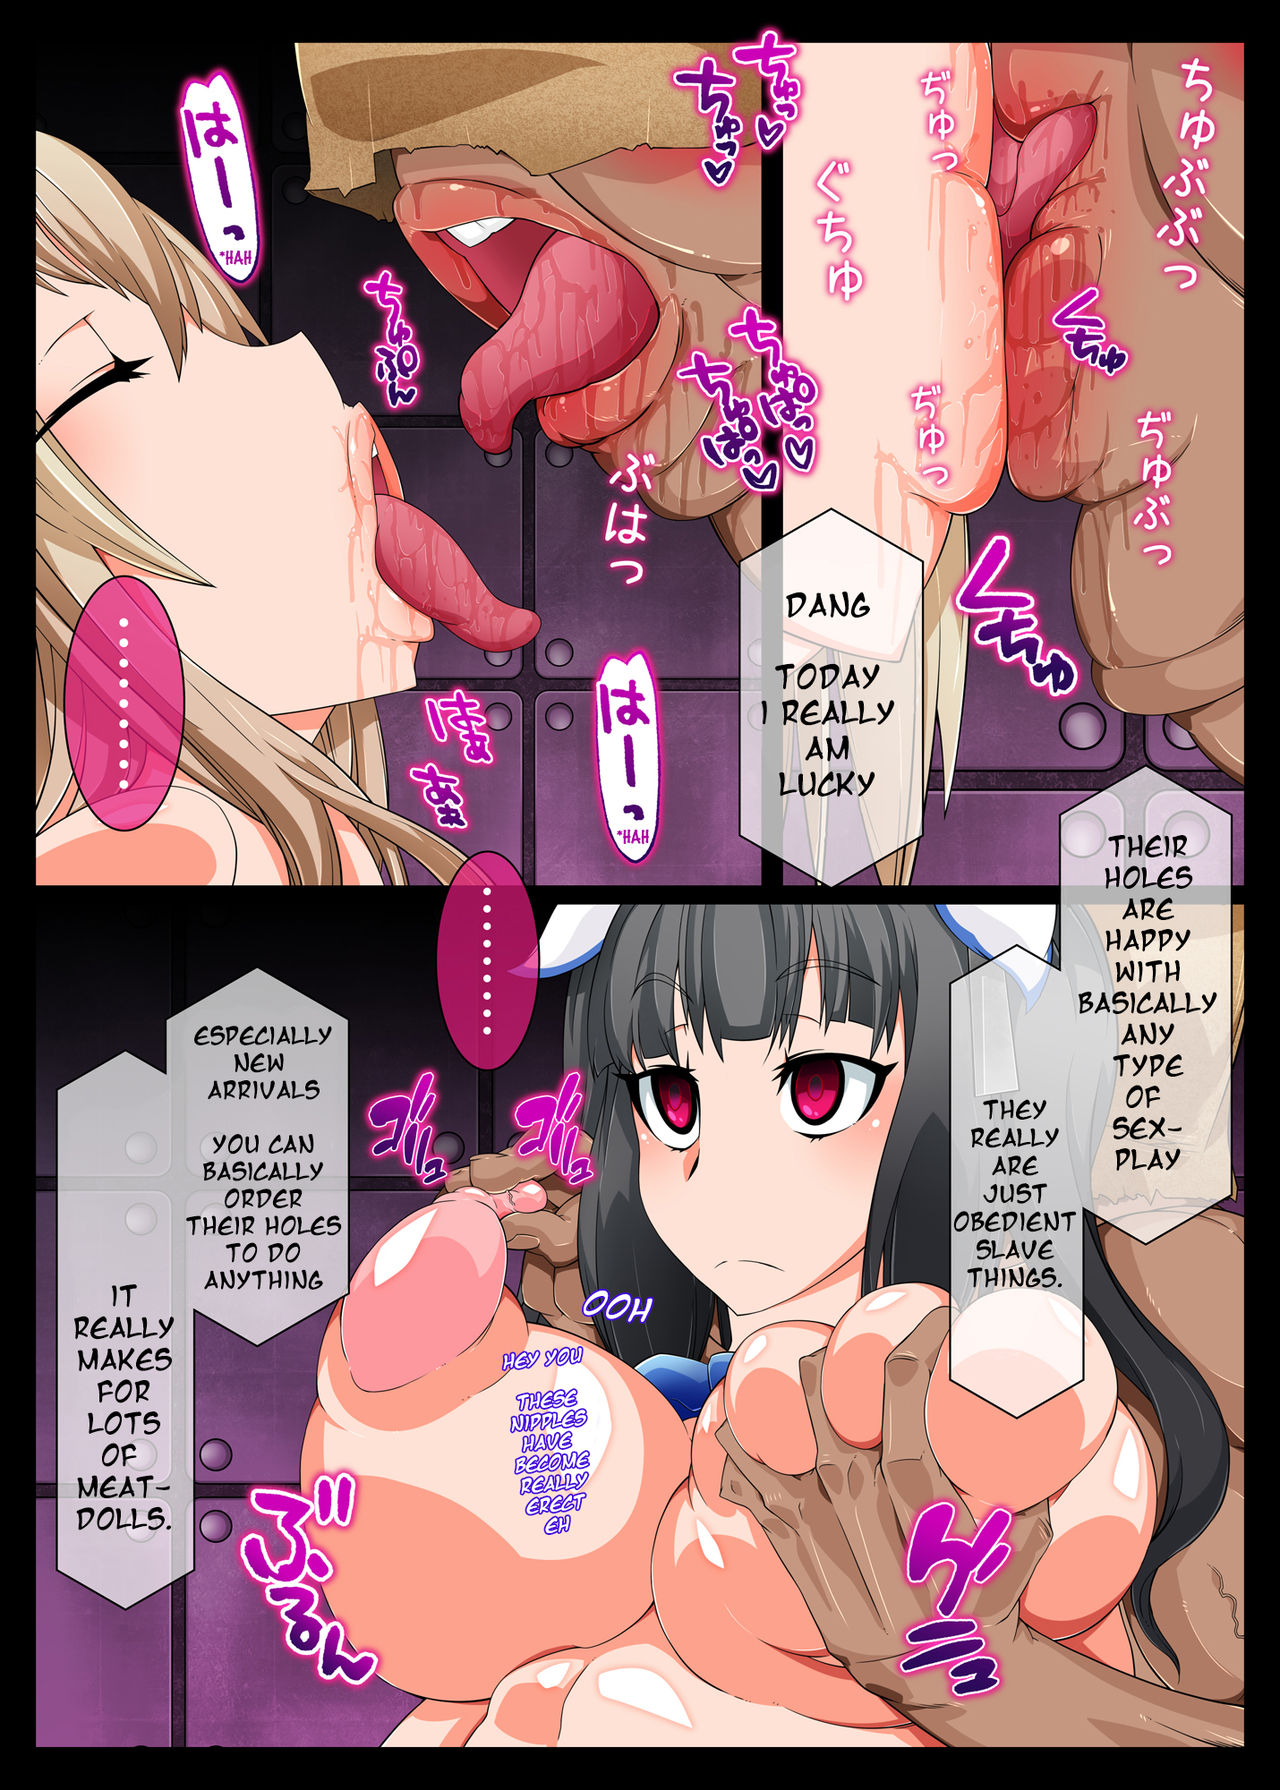 ちゅぶぶっ
ぢゅっ
ちゅっ♡
ちゅっ♡
はーっ
*HAH
ぐちゅ
くちゅ
ちゅぷん
ちゅぱっ♡
ちゅぱっ♡
ぢゅっ
ぢゅぶっ
ぶはっ
くちゅ
DANG
TODAY
I REALLY
AM
LUCKY
••••••••
はぁ
あぁ
はーっ
*HAH
THEIR
HOLES
ARE
HAPPY
WITH
BASICALLY
ANY
TYPE
OF
SEX-
PLAY
THEY
REALLY
ARE
JUST
OBEDIENT
SLAVE
THINGS.
••••••••
ESPECIALLY
NEW
ARRIVALS
YOU CAN
BASICALLY
ORDER
THEIR HOLES
TO DO
ANYTHING
IT
REALLY
MAKES
FOR
LOTS
OF
MEAT-
DOLLS.
コリュ
コリュ
OOH
HEY YOU
THESE
NIDDLES
HAVE
BECOME
REALLY
ERECT
EH
ぶるん
グニュ